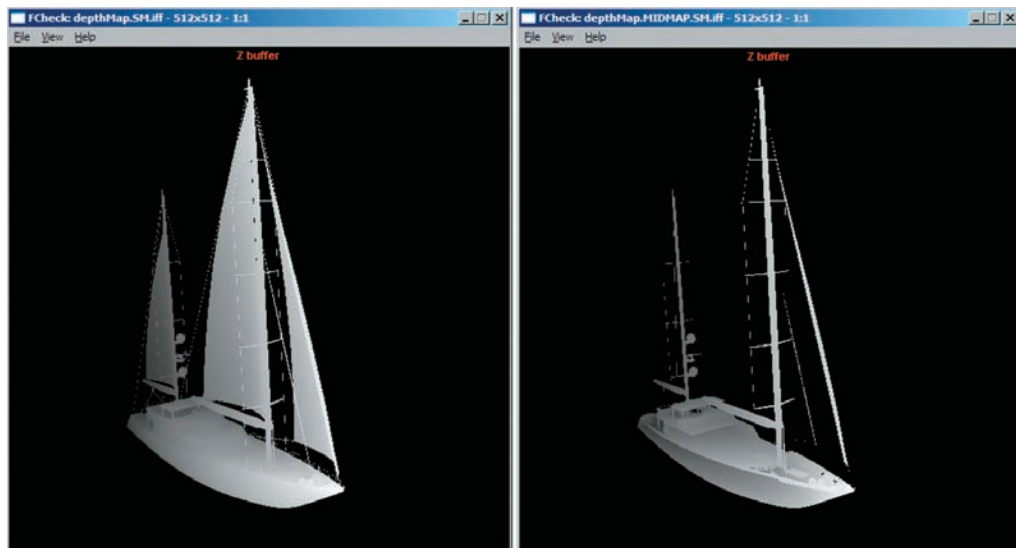 FCheck: depthMap.SM.iff - 512x512 - 1:1
File View Help
Z buffer
FCheck: depthMap.MIDMAP.SM.iff - 512x512 - 1:1
File View Help
Z buffer